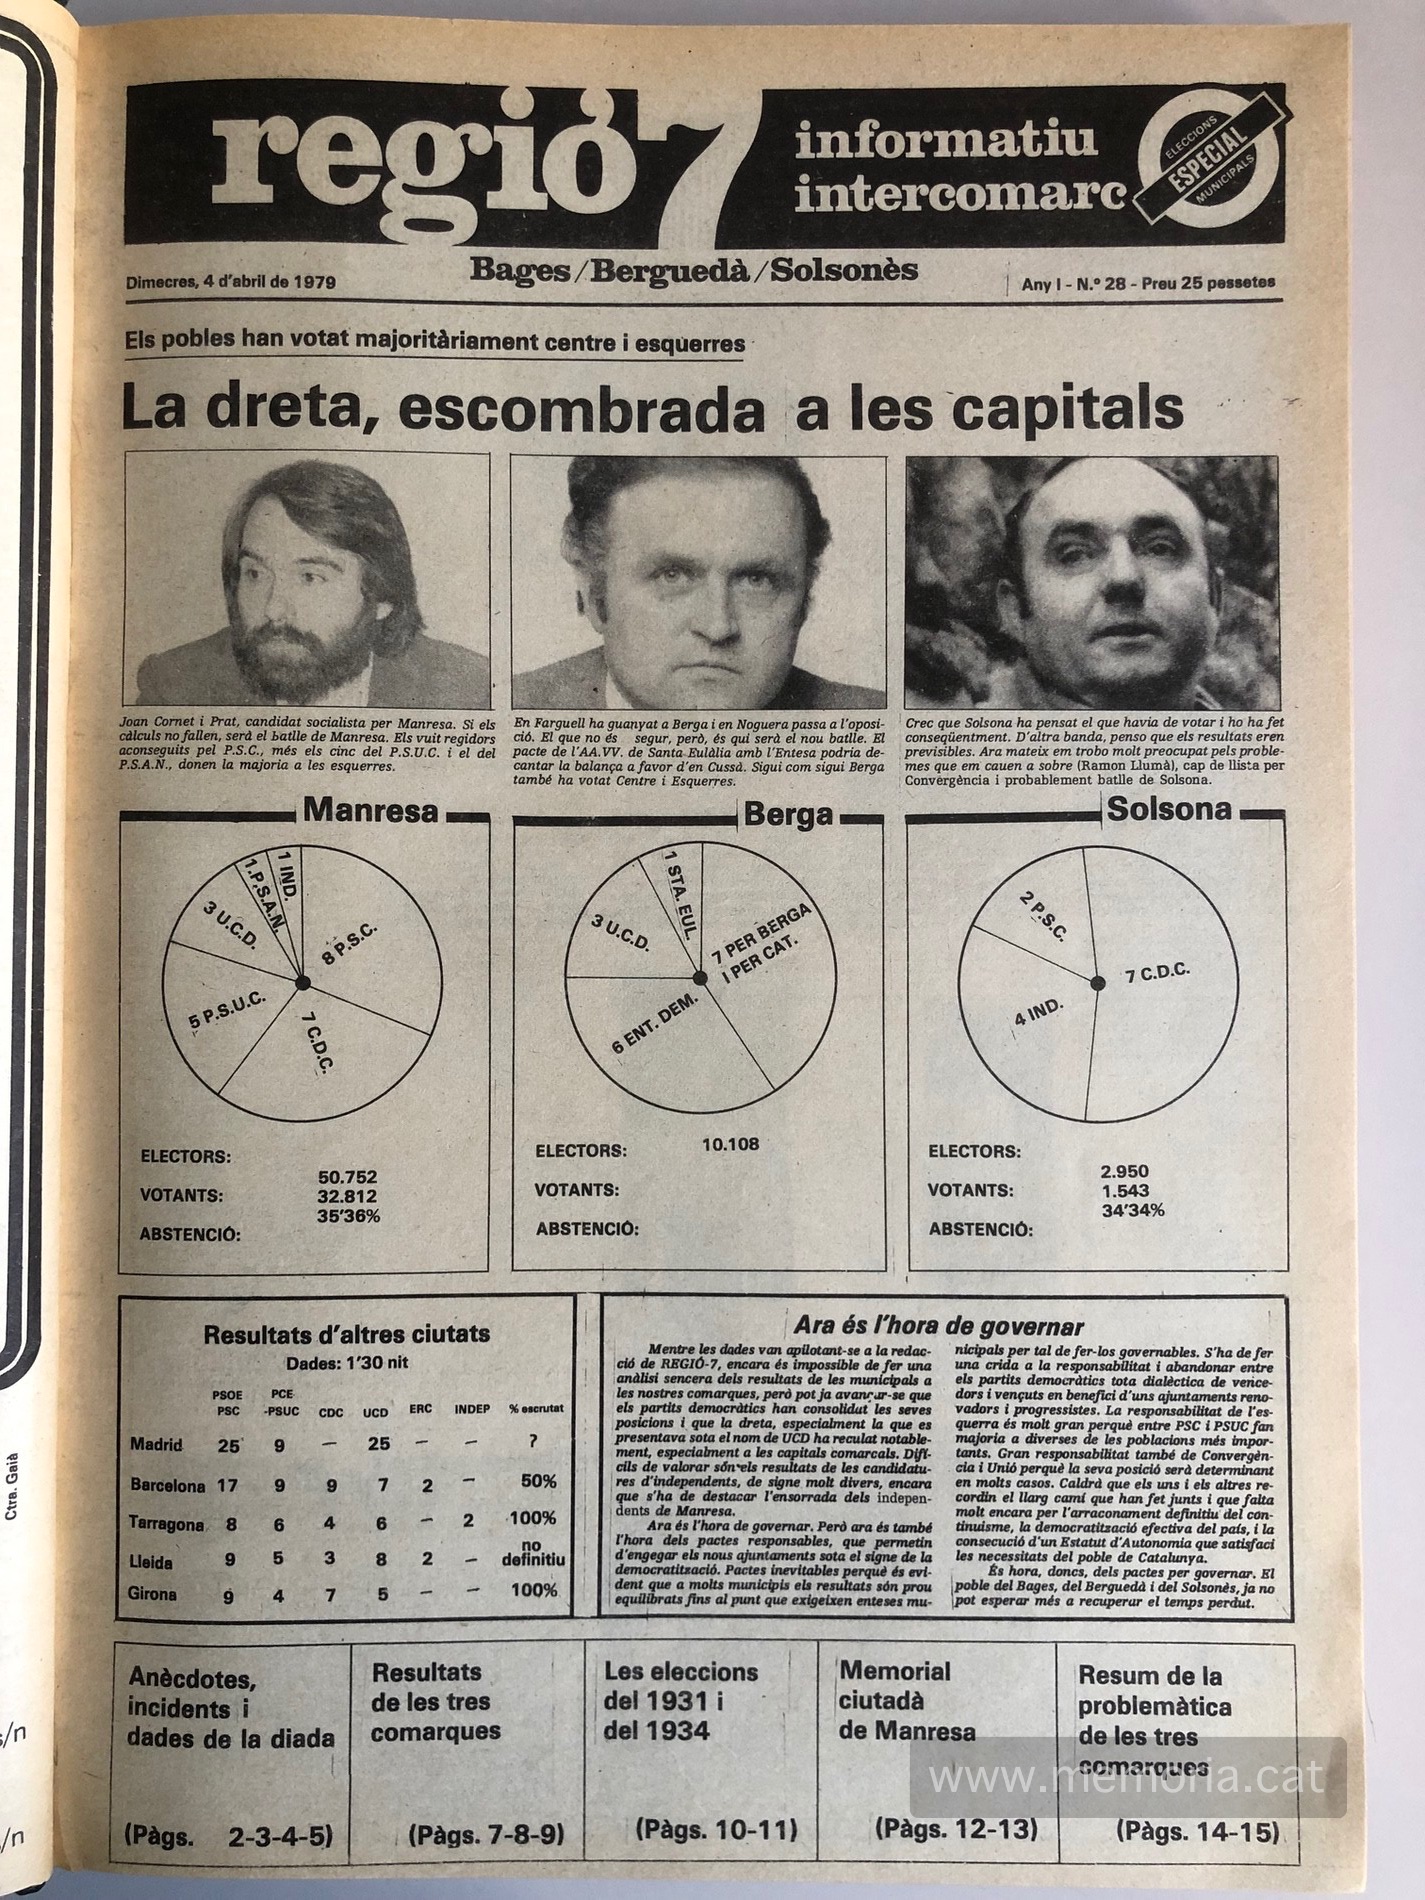 regió 7
informatiu
intercomarc
ELECCIONS
ESPECIAL
MUNICIPALS
Bages/Berguedà/Solsonès
Dimecres, 4 d'abril de 1979
Any I - N.º 28 - Preu 25 pessetes
Els pobles han votat majoritàriament centre i esquerres
La dreta, escombrada a les capitals
Joan Cornet i Prat, candidat socialista per Manresa. Si els
càlculs no fallen, serà el batlle de Manresa. Els vuit regidors
aconseguits pel P.S.C., més els cinc del P.S.U.C. i el del
P.S.A.N., donen la majoria a les esquerres.
En Farguell ha guanyat a Berga i en Noguera passa a l'oposi-
ció. El que no és segur, però, és qui serà el nou batlle. El
pacte de l'AA.VV. de Santa Eulàlia amb l'Entesa podria de-
cantar la balança a favor d'en Cussà. Sigui com sigui Berga
també ha votat Centre i Esquerres.
Crec que Solsona ha pensat el que havia de votar i ho ha fet
conseqüentment. D'altra banda, penso que els resultats eren
previsibles. Ara mateix em trobo molt preocupat pels proble-
mes que em cauen a sobre (Ramon Llumà), cap de llista per
Convergència i probablement batlle de Solsona.
Manresa
1 IND.
1.P.S.A.N.
3 U.C.D.
8 P.S.C.
5 P.S.U.C.
7 C.D.C.
ELECTORS:
50.752
VOTANTS:
32.812
35'36%
ABSTENCIÓ:
Berga
1 STA. EUL.
3 U.C.D.
7 PER BERGA
I PER CAT.
6 ENT. DEM.
ELECTORS:
10.108
VOTANTS:
ABSTENCIÓ:
Solsona
2 P.S.C.
7 C.D.C.
4 IND.
ELECTORS:
2.950
VOTANTS:
1.543
34'34%
ABSTENCIÓ:
Resultats d'altres ciutats
Dades: 1'30 nit
PSOE PCE
PSC -PSUC CDC UCD ERC INDEP % escrutat
Madrid 25 9 — 25 — — ?
Barcelona 17 9 9 7 2 — 50%
Tarragona 8 6 4 6 — 2 100%
Lleida 9 5 3 8 2 — no definitiu
Girona 9 4 7 5 — — 100%
Ara és l'hora de governar
Mentre les dades van apilotant-se a la redac-
ció de REGIÓ-7, encara és impossible de fer una
anàlisi sencera dels resultats de les municipals a
les nostres comarques, però pot ja avançar-se que
els partits democràtics han consolidat les seves
posicions i que la dreta, especialment la que es
presentava sota el nom de UCD ha reculat notable-
ment, especialment a les capitals comarcals. Difí-
cils de valorar són els resultats de les candidatu-
res d'independents, de signe molt divers, encara
que s'ha de destacar l'ensorrada dels indepen-
dents de Manresa.
Ara és l'hora de governar. Però ara és també
l'hora dels pactes responsables, que permetin
d'engegar els nous ajuntaments sota el signe de la
democratització. Pactes inevitables perquè és evi-
dent que a molts municipis els resultats són prou
equilibrats fins al punt que exigeixen enteses mu-
nicipals per tal de fer-los governables. S'ha de fer
una crida a la responsabilitat i abandonar entre
els partits democràtics tota dialèctica de vence-
dors i vençuts en benefici d'uns ajuntaments reno-
vadors i progressistes. La responsabilitat de l'es-
querra és molt gran perquè entre PSC i PSUC fan
majoria a diverses de les poblacions més impor-
tants. Gran responsabilitat també de Convergèn-
cia i Unió perquè la seva posició serà determinant
en molts casos. Caldrà que els uns i els altres re-
cordin el llarg camí que han fet junts i que falta
molt encara per l'arraconament definitiu del con-
tinuisme, la democratització efectiva del país, i la
consecució d'un Estatut d'Autonomia que satisfaci
les necessitats del poble de Catalunya.
És hora, doncs, dels pactes per governar. El
poble del Bages, del Berguedà i del Solsonès, ja no
pot esperar més a recuperar el temps perdut.
Anècdotes,
incidents i
dades de la diada
(Pàgs. 2-3-4-5)
Resultats
de les tres
comarques
(Pàgs. 7-8-9)
Les eleccions
del 1931 i
del 1934
(Pàgs. 10-11)
Memorial
ciutadà
de Manresa
(Pàgs. 12-13)
Resum de la
problemàtica
de les tres
comarques
(Pàgs. 14-15)
www.memoria.cat
Ctra. Gaià
s/n
/n